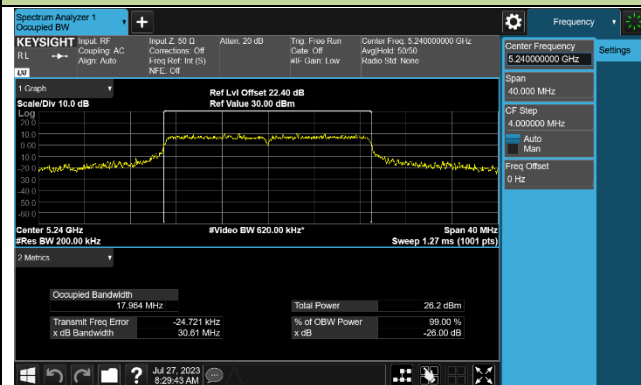 Spectrum Analyzer 1
Occupied BW
Frequency
KEYSIGHT
RL
LXI
Input: RF
Coupling: AC
Align: Auto
Input Z: 50 Ω
Corrections: Off
Freq Ref: Int (S)
NFE: Off
Atten: 20 dB
Trig: Free Run
Gate: Off
#IF Gain: Low
Center Freq: 5.240000000 GHz
Avg|Hold: 50/50
Radio Std: None
Center Frequency
5.240000000 GHz
Settings
Span
40.000 MHz
CF Step
4.000000 MHz
Auto
Man
Freq Offset
0 Hz
1 Graph
Scale/Div 10.0 dB
Ref Lvl Offset 22.40 dB
Ref Value 30.00 dBm
Log
20.0
10.0
0.00
-10.0
-20.0
-30.0
-40.0
-50.0
-60.0
Center 5.24 GHz
#Res BW 200.00 kHz
#Video BW 620.00 kHz*
Span 40 MHz
Sweep 1.27 ms (1001 pts)
2 Metrics
Occupied Bandwidth
17.964 MHz
Total Power 26.2 dBm
Transmit Freq Error -24.721 kHz
% of OBW Power 99.00 %
x dB Bandwidth 30.61 MHz
x dB -26.00 dB
Jul 27, 2023
8:29:43 AM